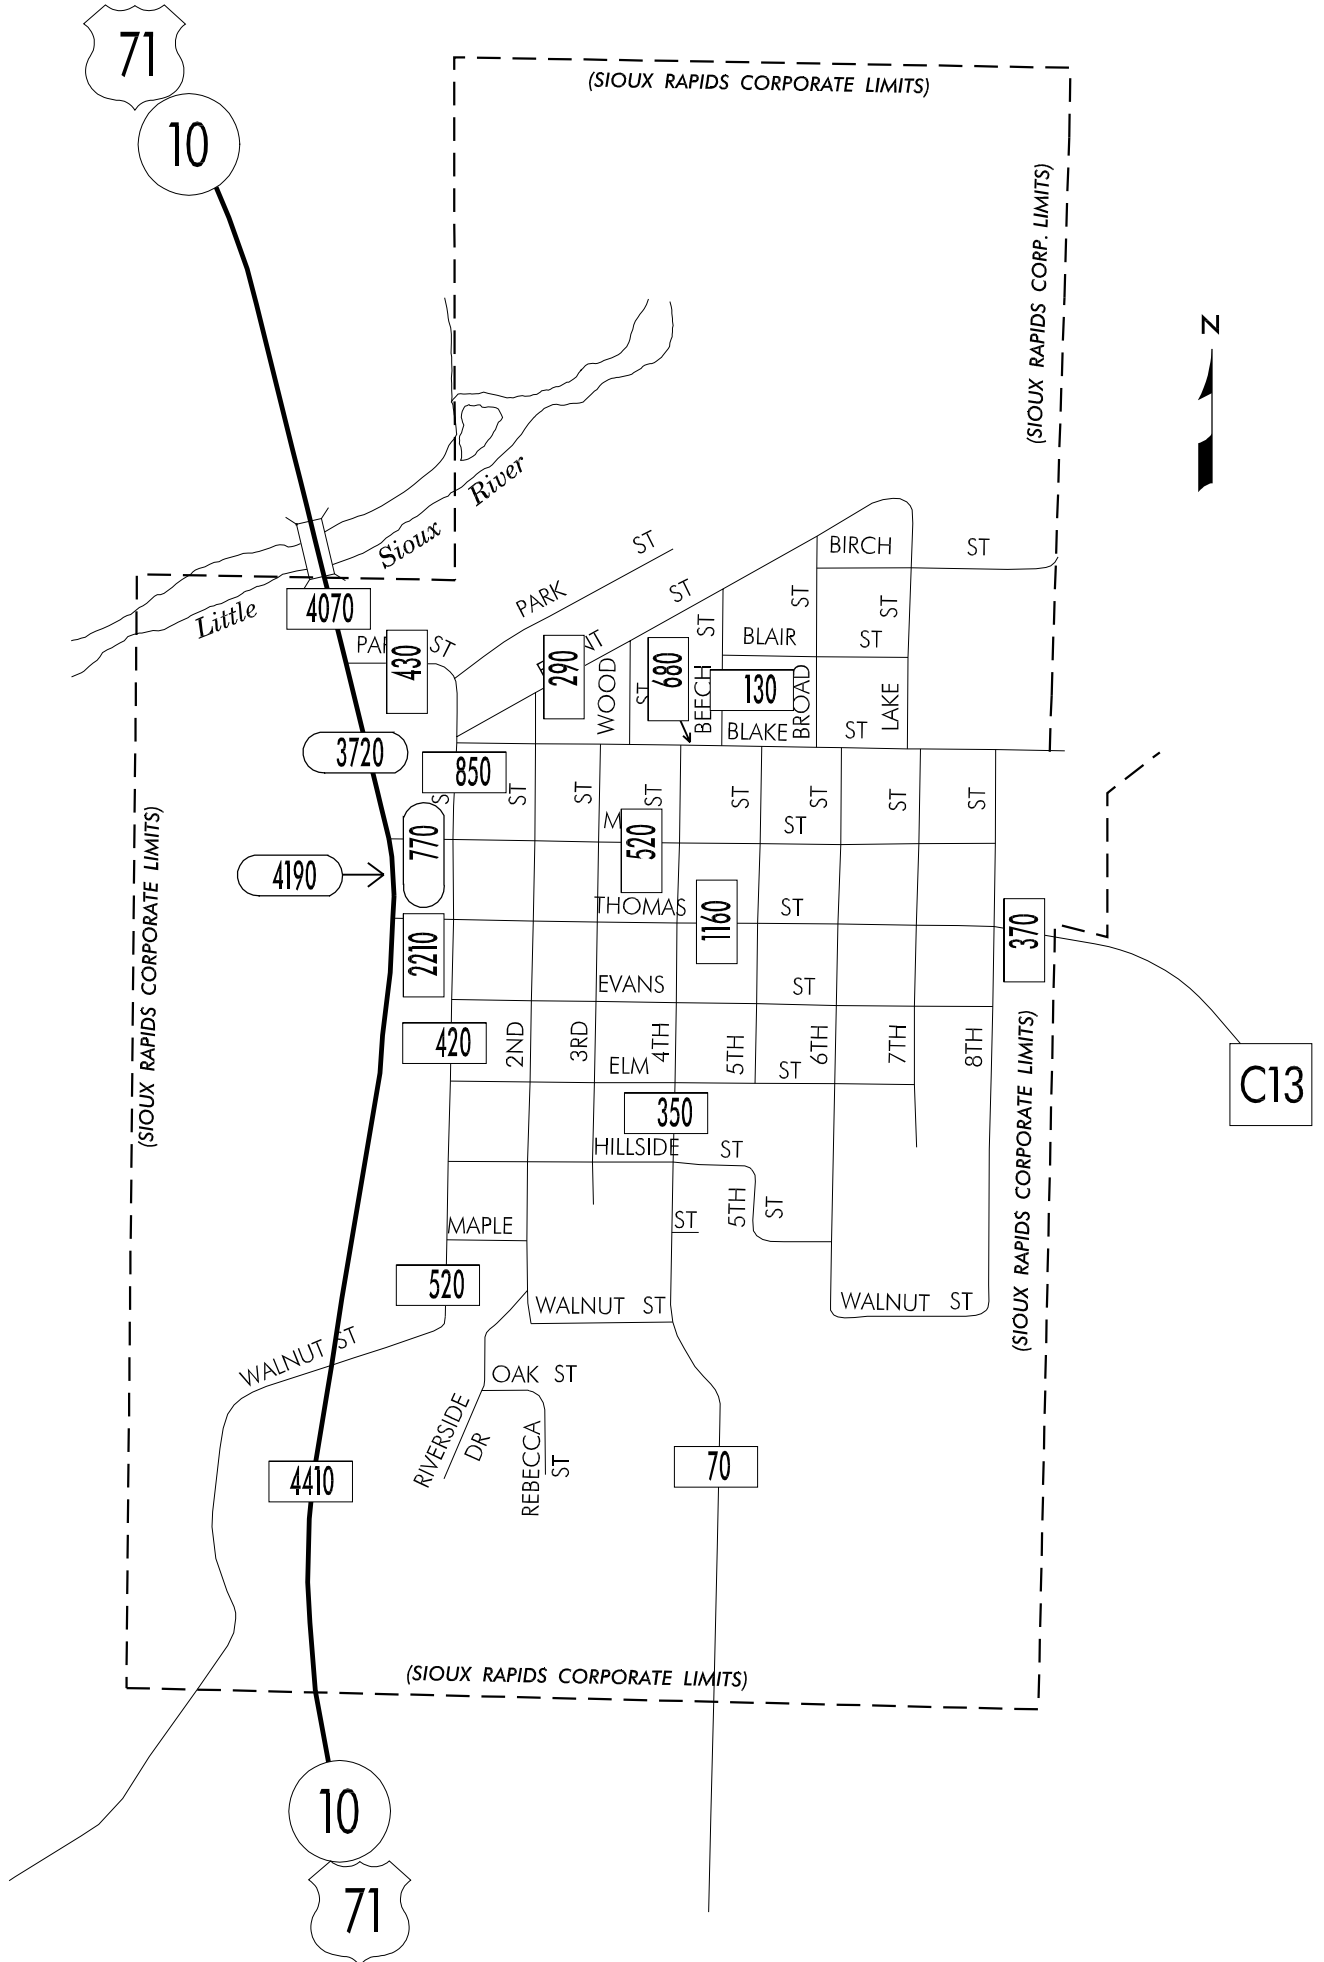 71
10
(SIOUX RAPIDS CORPORATE LIMITS)
(SIOUX RAPIDS CORP. LIMITS)
N
Little Sioux River
PARK ST
BIRCH ST
ST
4070
ST
430
290
WOOD
ST
680
BEECH ST
BLAIR ST
130
BROAD ST
LAKE ST
BLAKE ST
3720
850
ST
ST
ST
ST
ST
ST
ST
770
520
ST
4190
(SIOUX RAPIDS CORPORATE LIMITS)
THOMAS ST
1160
2210
370
EVANS ST
420
2ND
3RD
4TH
5TH
6TH
7TH
8TH
ELM ST
C13
350
HILLSIDE ST
5TH ST
MAPLE ST
(SIOUX RAPIDS CORPORATE LIMITS)
520
WALNUT ST
WALNUT ST
WALNUT ST
OAK ST
RIVERSIDE DR
REBECCA ST
70
4410
(SIOUX RAPIDS CORPORATE LIMITS)
10
71